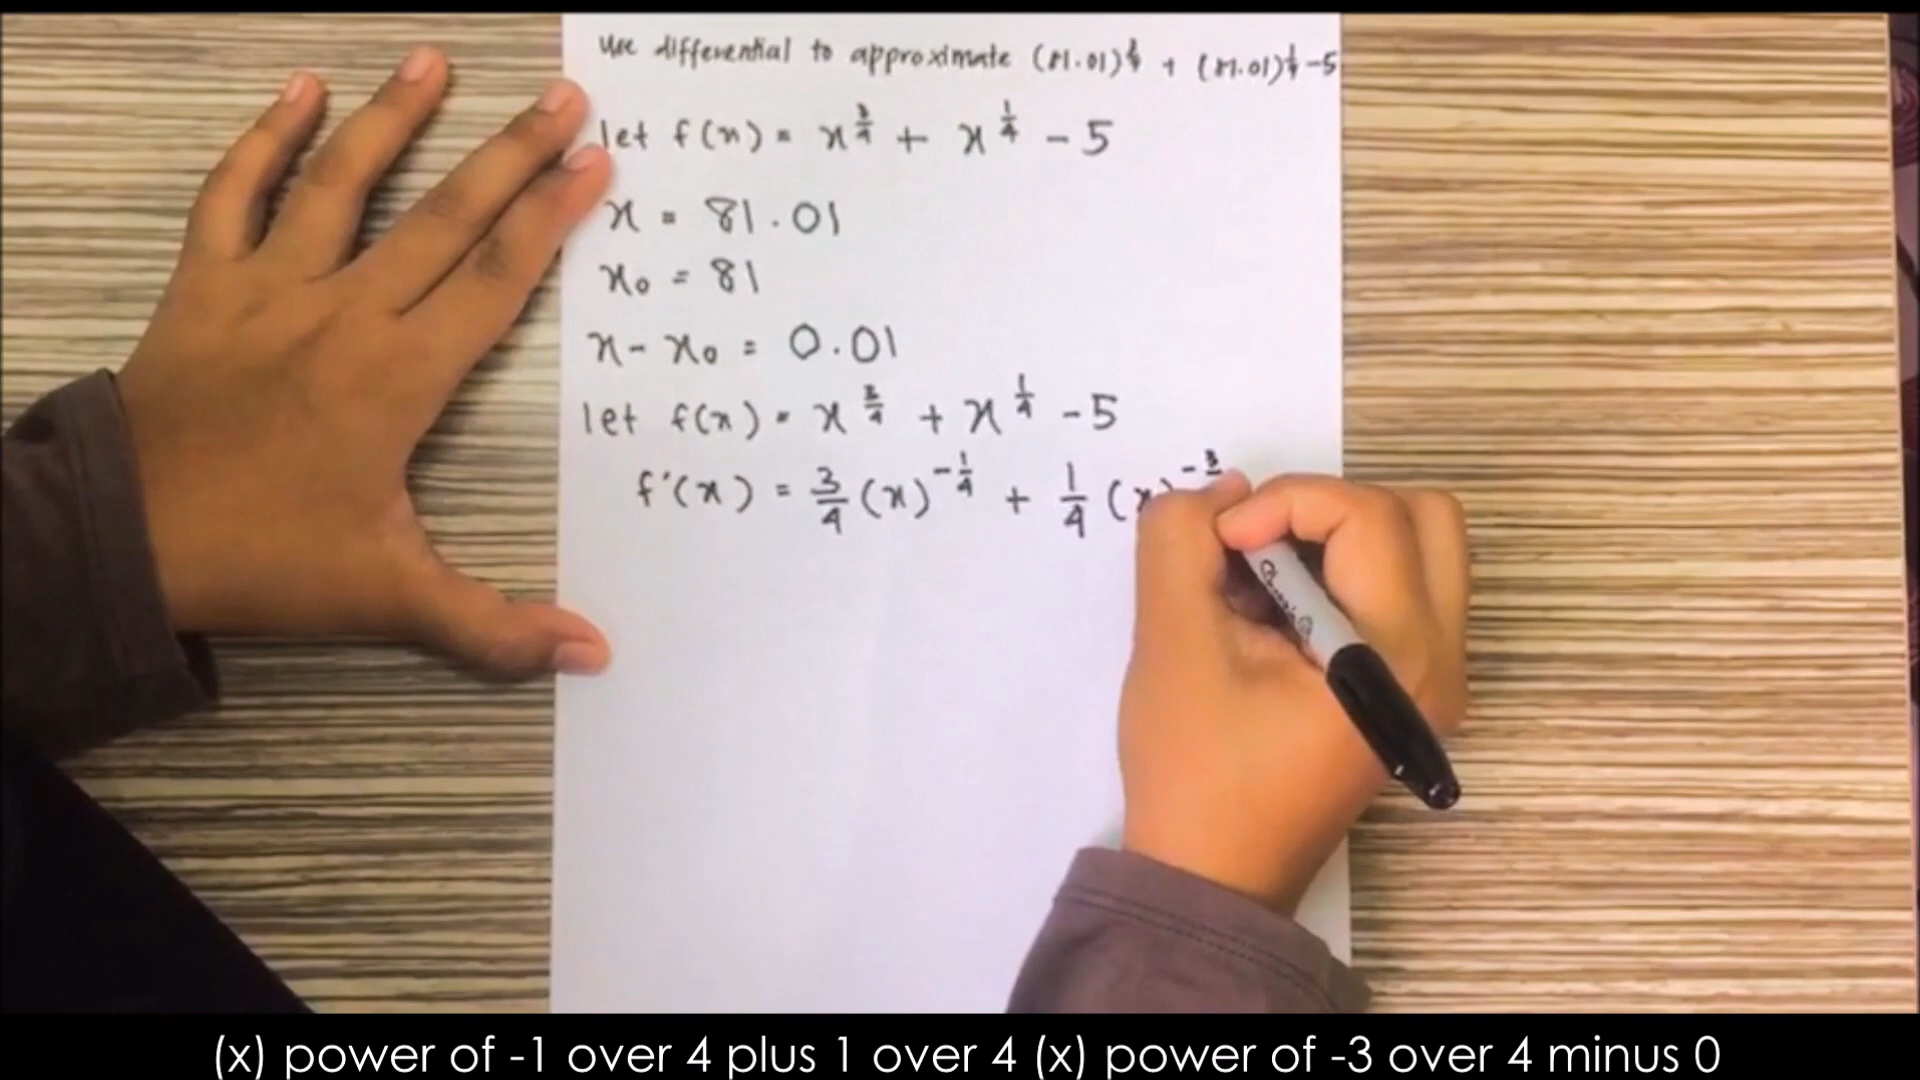 Use differential to approximate (81.01)^¾ + (81.01)^¼ - 5
let f(x) = x^¾ + x^¼ - 5
x = 81.01
x₀ = 81
x - x₀ = 0.01
let f(x) = x^¾ + x^¼ - 5
f'(x) = 3/4 (x)^-¼ + 1/4 (x)^-3
(x) power of -1 over 4 plus 1 over 4 (x) power of -3 over 4 minus 0